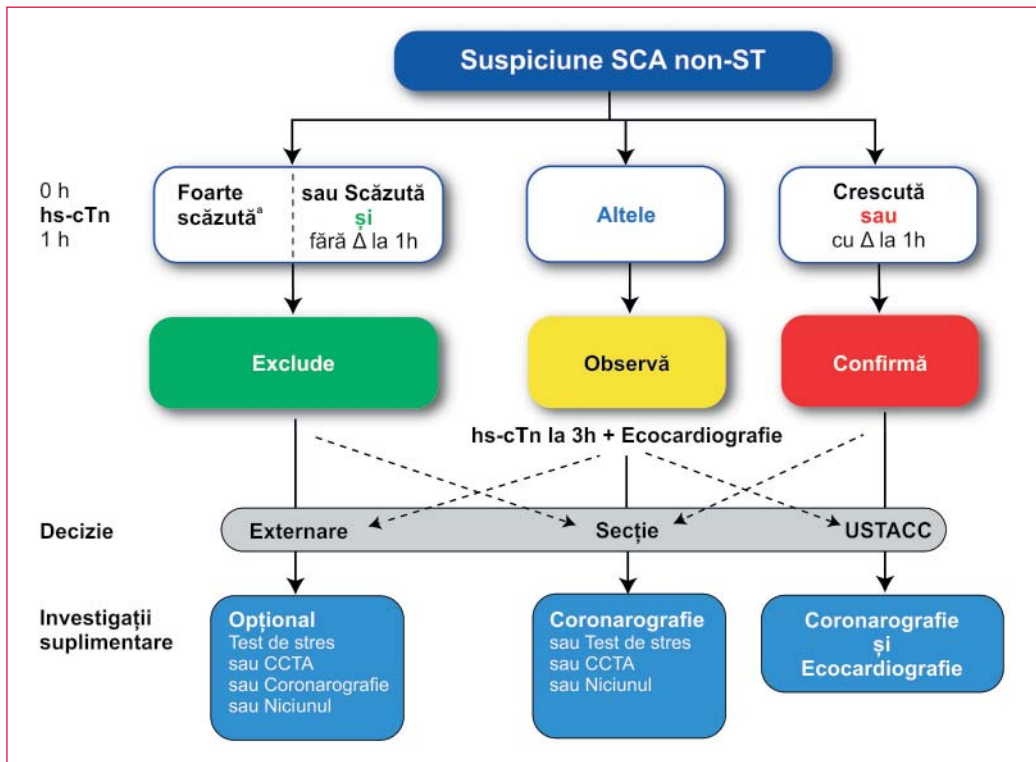 Suspiciune SCA non-ST
0 h
hs-cTn
1 h
Foarte
scăzutăª
sau Scăzută
și
fără Δ la 1h
Altele
Crescută
sau
cu Δ la 1h
Exclude
Observă
Confirmă
hs-cTn la 3h + Ecocardiografie
Decizie
Externare
Secție
USTACC
Investigații
suplimentare
Opțional
Test de stres
sau CCTA
sau Coronarografie
sau Niciunul
Coronarografie
sau Test de stres
sau CCTA
sau Niciunul
Coronarografie
și
Ecocardiografie